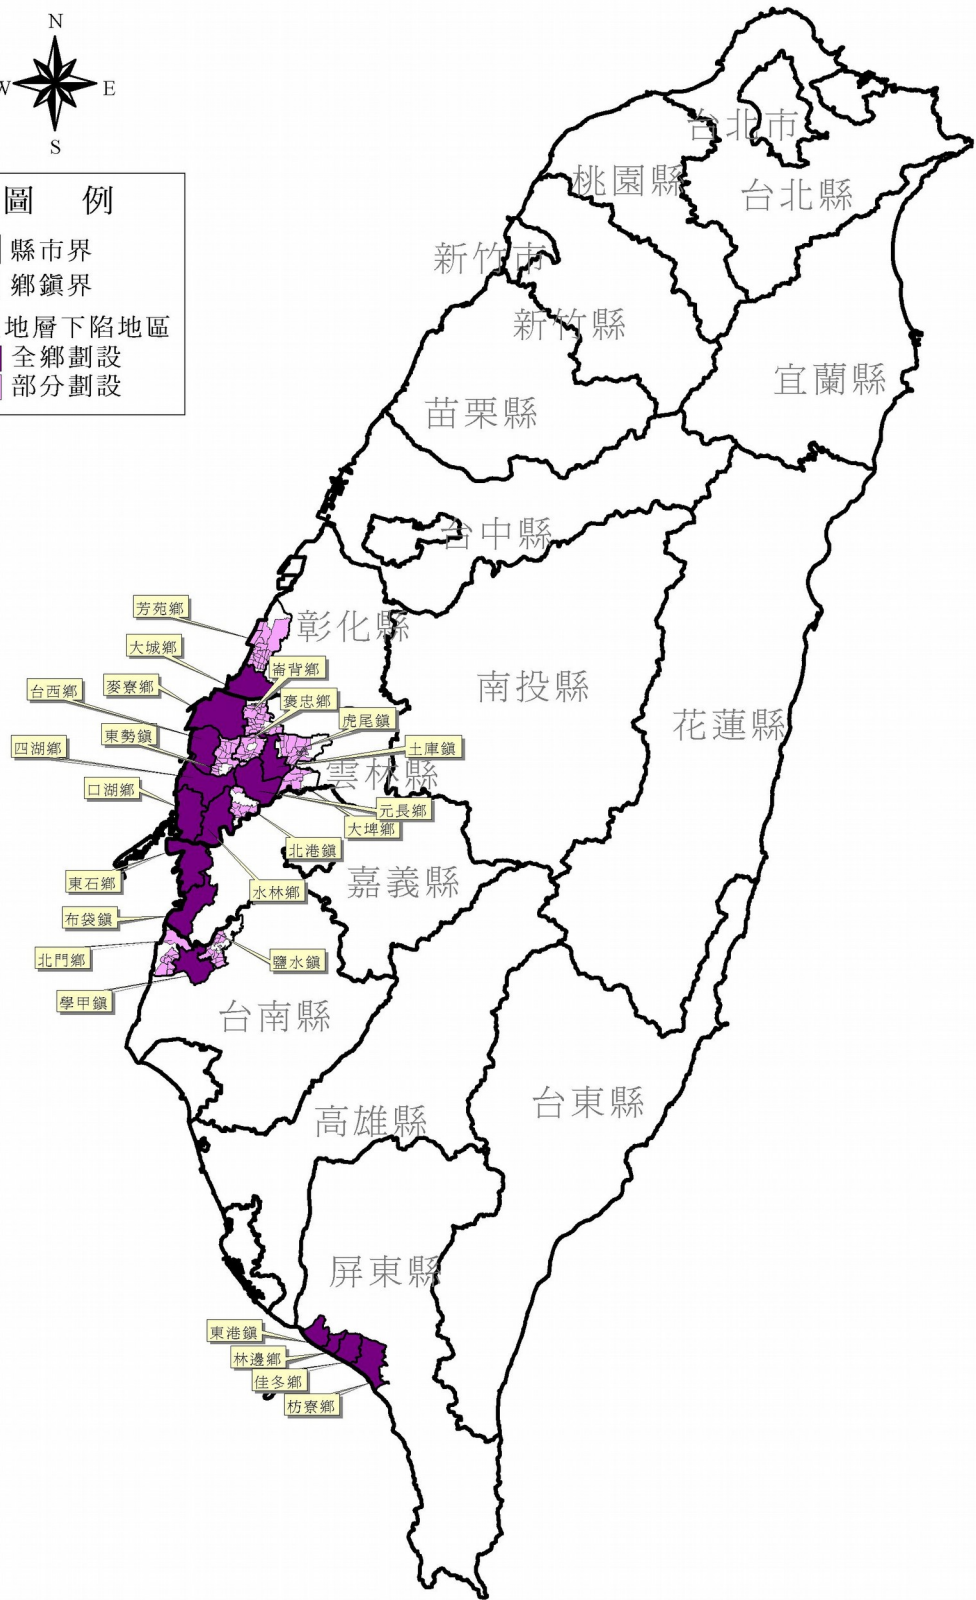 N
W
E
S
圖 例
縣市界
鄉鎮界
地層下陷地區
全鄉劃設
部分劃設
台北市
桃園縣
台北縣
新竹市
新竹縣
宜蘭縣
苗栗縣
台中縣
芳苑鄉
彰化縣
大城鄉
崙背鄉
台西鄉
麥寮鄉
褒忠鄉
南投縣
花蓮縣
虎尾鎮
東勢鎮
四湖鄉
土庫鎮
雲林縣
口湖鄉
元長鄉
大埤鄉
北港鎮
東石鄉
水林鄉
嘉義縣
布袋鎮
北門鄉
鹽水鎮
學甲鎮
台南縣
台東縣
高雄縣
屏東縣
東港鎮
林邊鄉
佳冬鄉
枋寮鄉